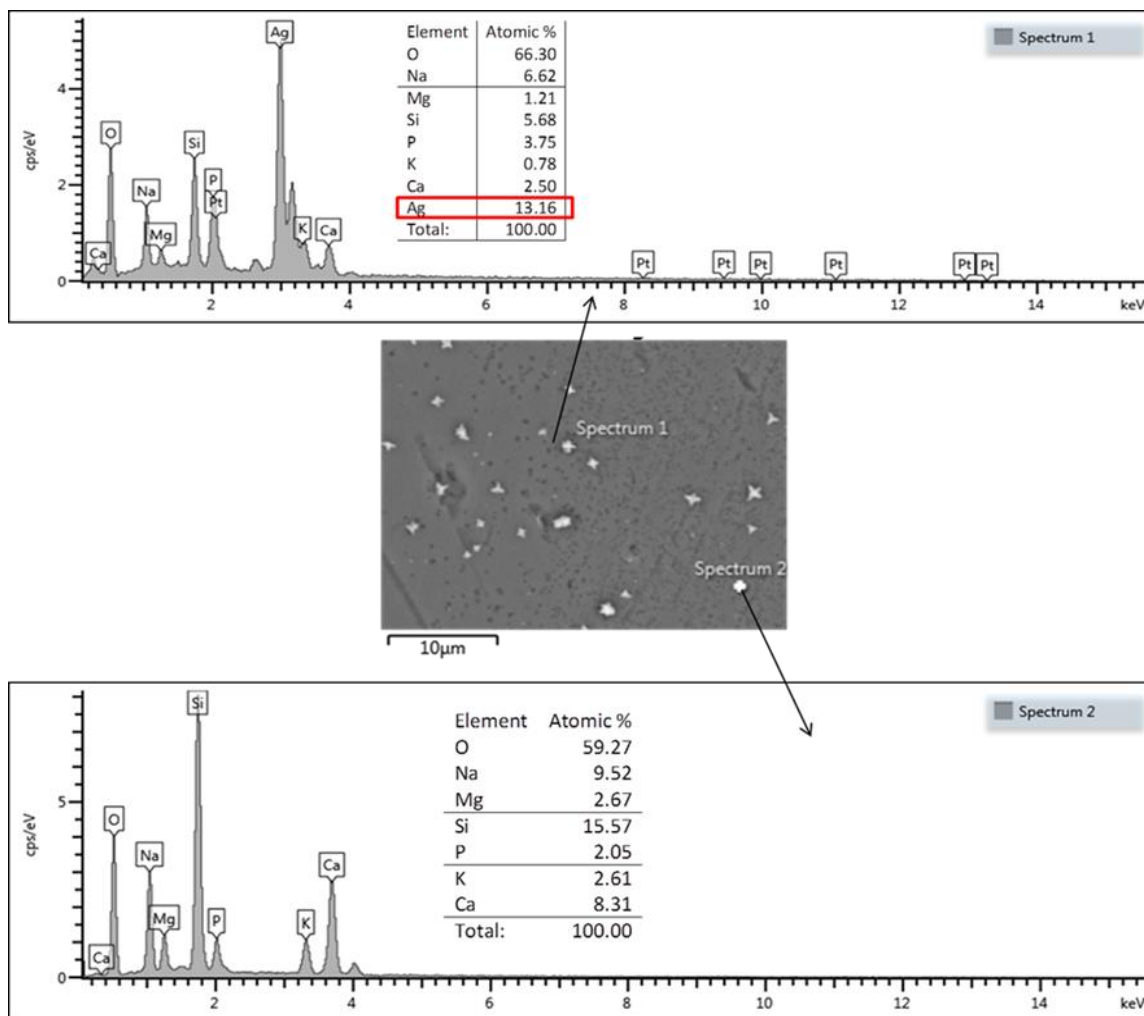 Spectrum 1
Element Atomic %
O 66.30
Na 6.62
Mg 1.21
Si 5.68
P 3.75
K 0.78
Ca 2.50
Ag 13.16
Total: 100.00
cps/eV
4
2
0
Ca
O
Na
Mg
Si
P
Pt
Ag
K
Ca
Pt
Pt
Pt
Pt
Pt
Pt
2
4
6
8
10
12
14
keV
Spectrum 1
Spectrum 2
10μm
Spectrum 2
Element Atomic %
O 59.27
Na 9.52
Mg 2.67
Si 15.57
P 2.05
K 2.61
Ca 8.31
Total: 100.00
cps/eV
5
0
Ca
O
Na
Mg
Si
P
K
Ca
2
4
6
8
10
12
14
keV